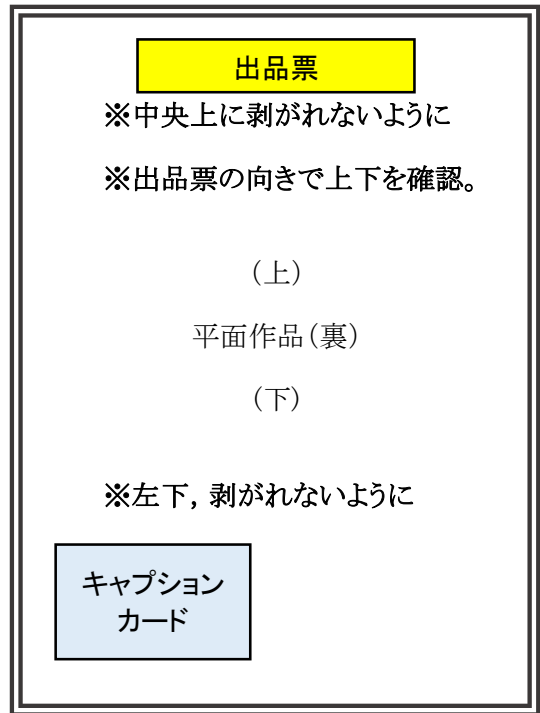 出品票
※中央上に剥がれないように
※出品票の向きで上下を確認。
（上）
平面作品（裏）
（下）
※左下，剥がれないように
キャプション
カード